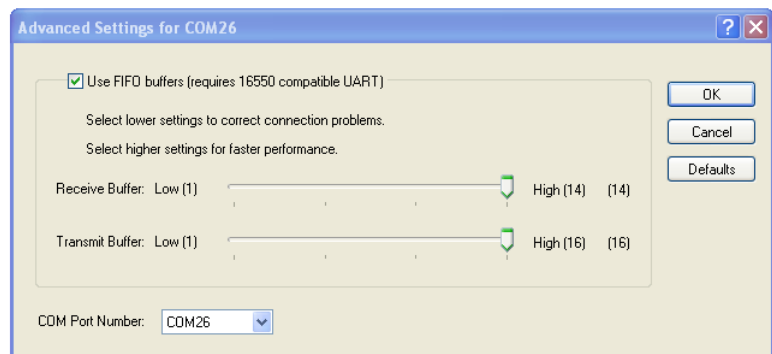 Advanced Settings for COM26
Use FIFO buffers (requires 16550 compatible UART)
OK
Select lower settings to correct connection problems.
Cancel
Select higher settings for faster performance.
Defaults
Receive Buffer: Low (1) High (14) (14)
Transmit Buffer: Low (1) High (16) (16)
COM Port Number: COM26